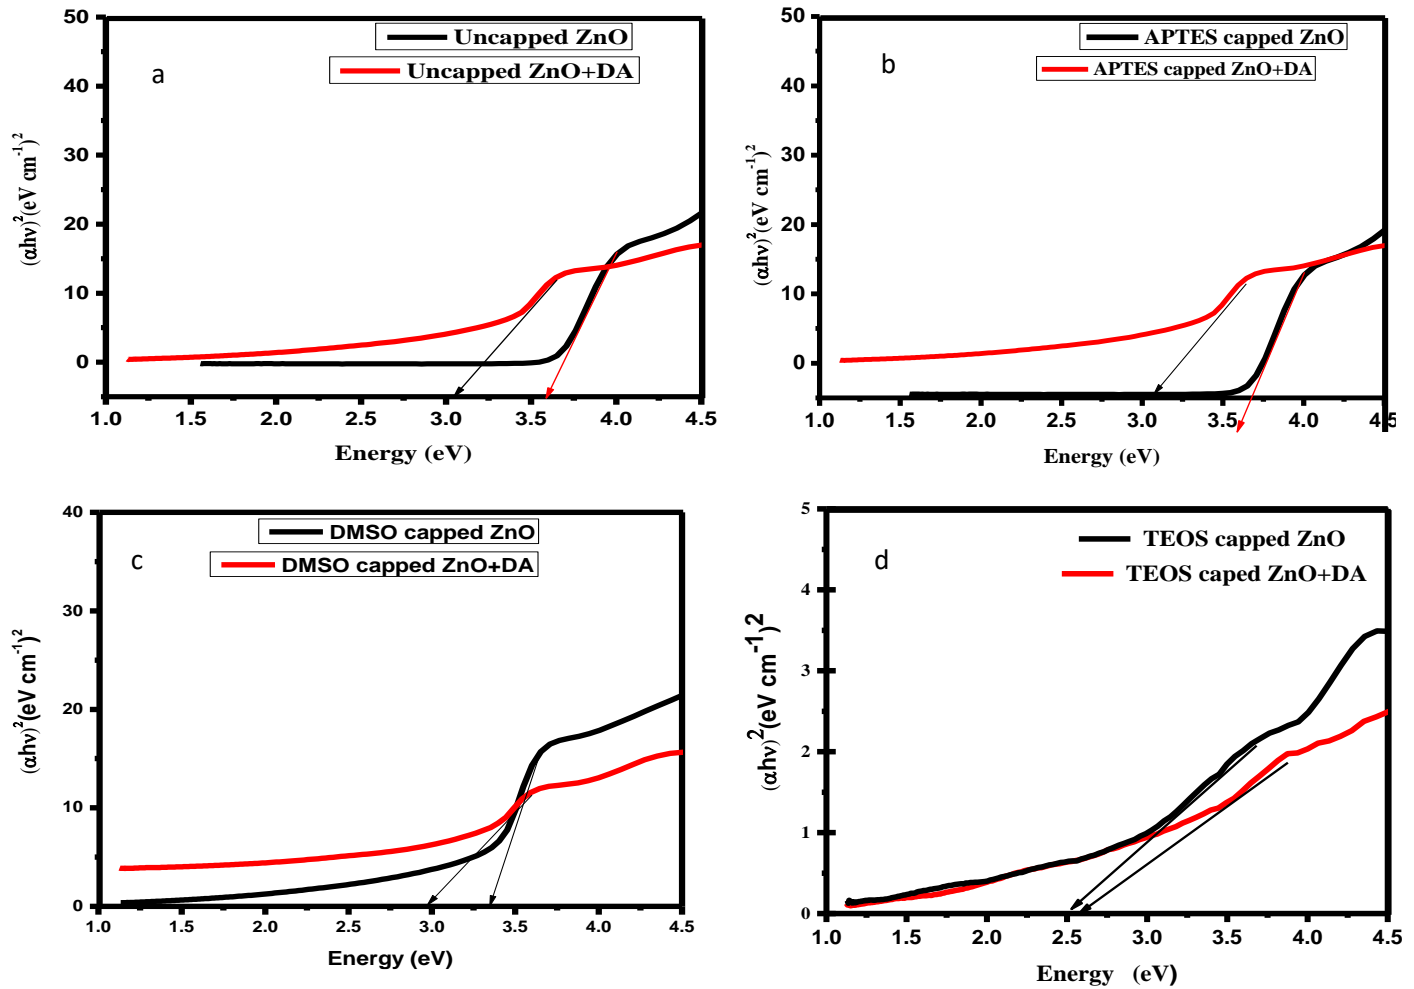 50
40
30
20
10
0
a
Uncapped ZnO
Uncapped ZnO+DA
(αhν)²(eV cm⁻¹)²
1.0 1.5 2.0 2.5 3.0 3.5 4.0 4.5
Energy (eV)
50
40
30
20
10
0
b
APTES capped ZnO
APTES capped ZnO+DA
(αhν)²(eV cm⁻¹)²
1.0 1.5 2.0 2.5 3.0 3.5 4.0 4.5
Energy (eV)
40
30
20
10
0
c
DMSO capped ZnO
DMSO capped ZnO+DA
(αhν)²(eV cm⁻¹)²
1.0 1.5 2.0 2.5 3.0 3.5 4.0 4.5
Energy (eV)
5
4
3
2
1
0
d
TEOS capped ZnO
TEOS caped ZnO+DA
(αhν)²(eV cm⁻¹)²
1.0 1.5 2.0 2.5 3.0 3.5 4.0 4.5
Energy (eV)